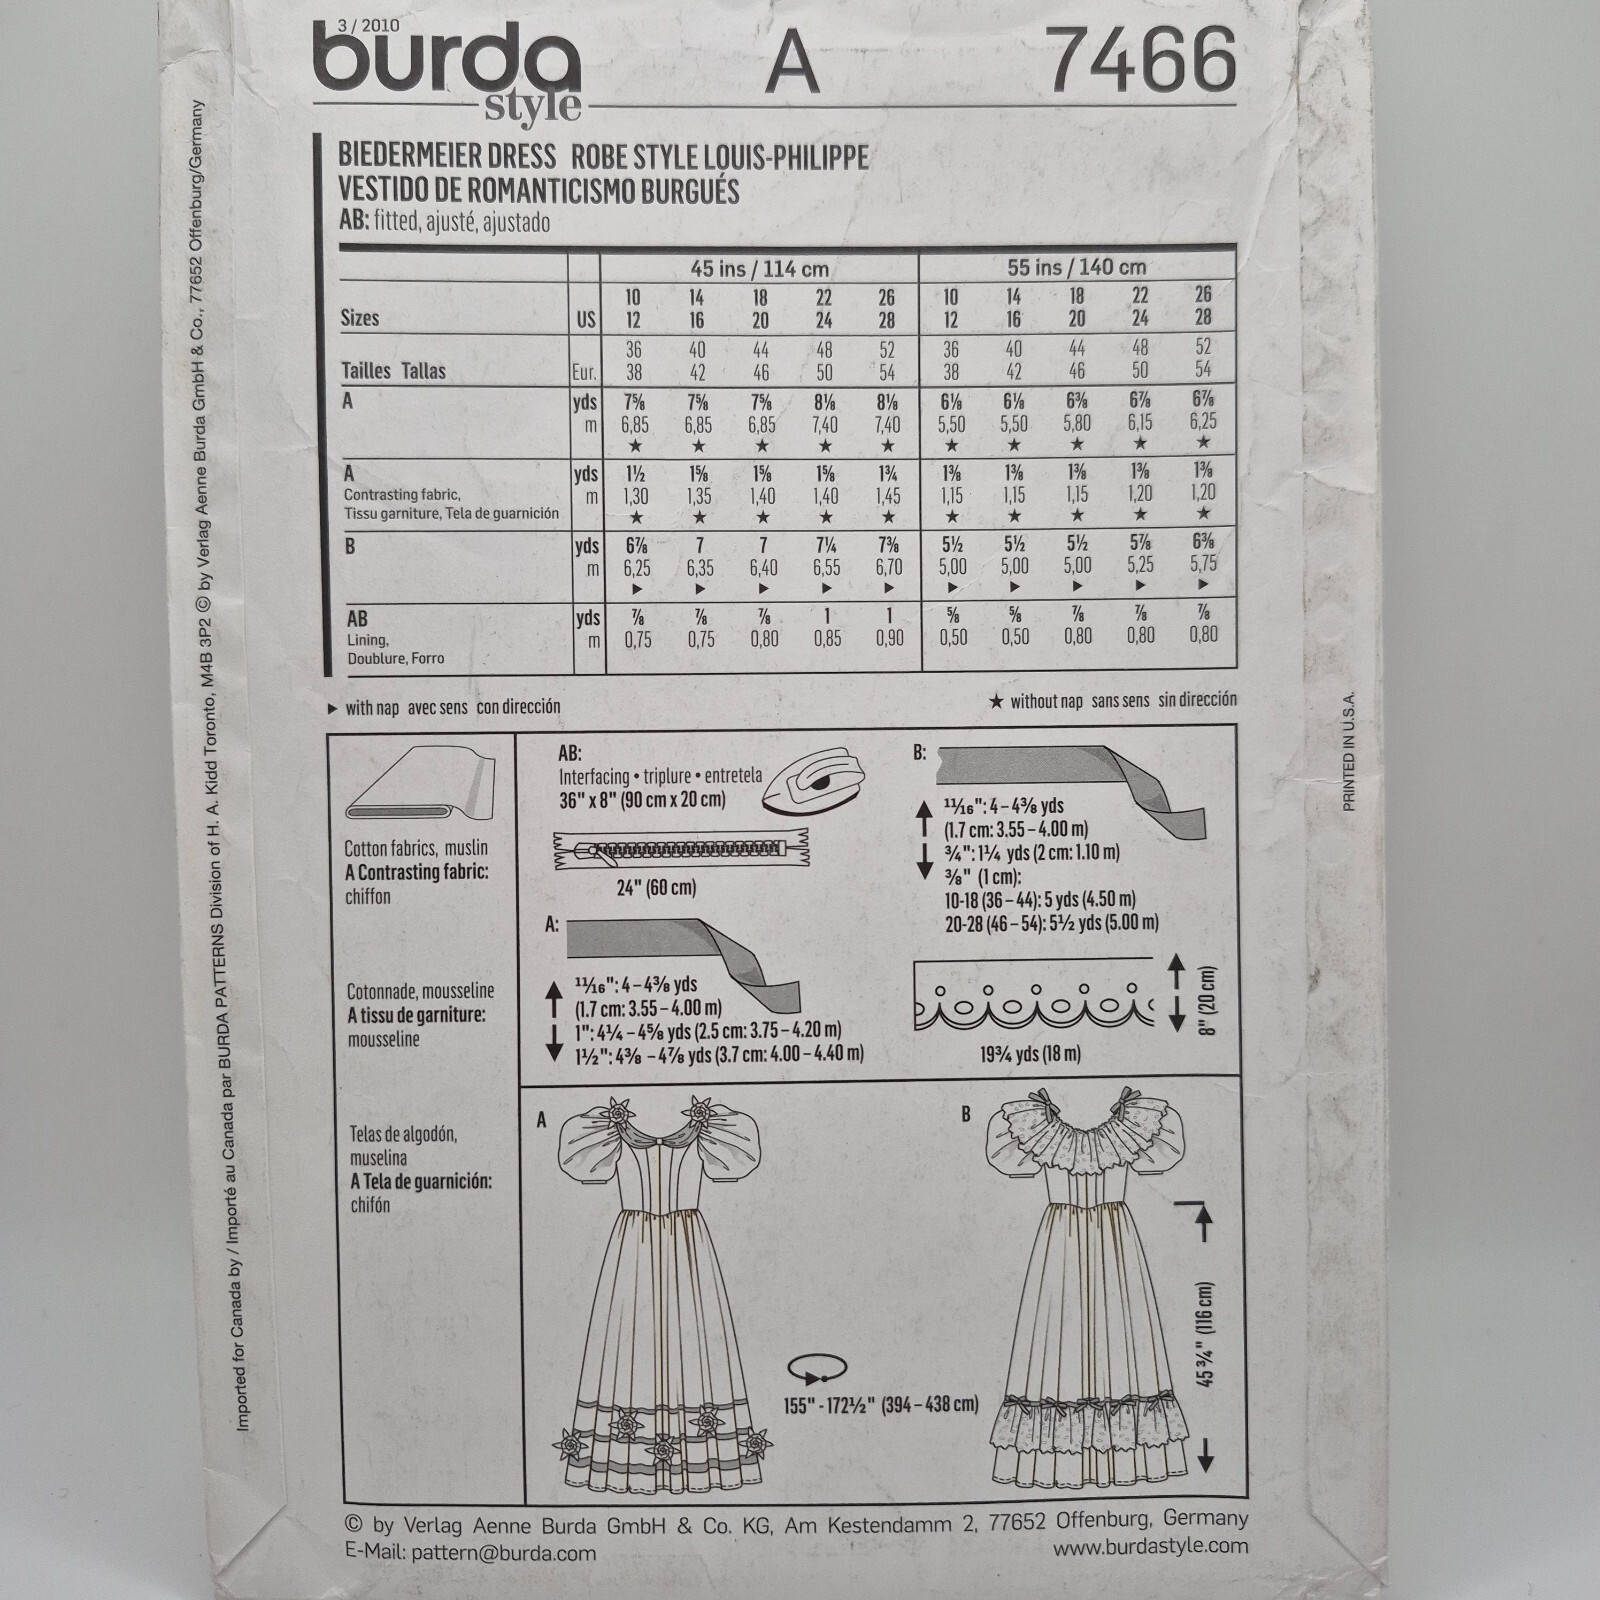 3 / 2010
burda style A 7466
BIEDERMEIER DRESS ROBE STYLE LOUIS-PHILIPPE
VESTIDO DE ROMANTICISMO BURGUÉS
AB: fitted, ajusté, ajustado
45 ins / 114 cm 55 ins / 140 cm
10 14 18 22 26 10 14 18 22 26
Sizes US 12 16 20 24 28 12 16 20 24 28
36 40 44 48 52 36 40 44 48 52
Tailles Tallas Eur. 38 42 46 50 54 38 42 46 50 54
A yds 7⅝ 7⅝ 7⅝ 8⅛ 8⅛ 6⅛ 6⅛ 6⅜ 6⅞ 6⅞
m 6,85 6,85 6,85 7,40 7,40 5,50 5,50 5,80 6,15 6,25
★ ★ ★ ★ ★ ★ ★ ★ ★ ★
A yds 1½ 1⅝ 1⅝ 1⅝ 1¾ 1⅜ 1⅜ 1⅜ 1⅜ 1⅜
Contrasting fabric, m 1,30 1,35 1,40 1,40 1,45 1,15 1,15 1,15 1,20 1,20
Tissu garniture, Tela de guarnición ★ ★ ★ ★ ★ ★ ★ ★ ★ ★
B yds 6⅞ 7 7 7¼ 7⅜ 5½ 5½ 5½ 5⅞ 6⅜
m 6,25 6,35 6,40 6,55 6,70 5,00 5,00 5,00 5,25 5,75
▶ ▶ ▶ ▶ ▶ ▶ ▶ ▶ ▶ ▶
AB yds ⅞ ⅞ ⅞ 1 1 ⅝ ⅝ ⅞ ⅞ ⅞
Lining, m 0,75 0,75 0,80 0,85 0,90 0,50 0,50 0,80 0,80 0,80
Doublure, Forro
▶ with nap avec sens con dirección ★ without nap sans sens sin dirección
Cotton fabrics, muslin
A Contrasting fabric:
chiffon
Cotonnade, mousseline
A tissu de garniture:
mousseline
Telas de algodón,
muselina
A Tela de guarnición:
chifón
AB:
Interfacing • triplure • entretela
36" x 8" (90 cm x 20 cm)
24" (60 cm)
A:
11/16": 4 – 4⅜ yds
(1.7 cm: 3.55 – 4.00 m)
1": 4¼ – 4⅝ yds (2.5 cm: 3.75 – 4.20 m)
1½": 4⅜ – 4⅞ yds (3.7 cm: 4.00 – 4.40 m)
B:
11/16": 4 – 4⅜ yds
(1.7 cm: 3.55 – 4.00 m)
¾": 1¼ yds (2 cm: 1.10 m)
⅜" (1 cm):
10-18 (36 – 44): 5 yds (4.50 m)
20-28 (46 – 54): 5½ yds (5.00 m)
8" (20 cm)
19¾ yds (18 m)
A
B
155" - 172½" (394 – 438 cm)
45 ¾" (116 cm)
© by Verlag Aenne Burda GmbH & Co. KG, Am Kestendamm 2, 77652 Offenburg, Germany
E-Mail: pattern@burda.com www.burdastyle.com
Imported for Canada by / Importé au Canada par BURDA PATTERNS Division of H. A. Kidd Toronto, M4B 3P2 © by Verlag Aenne Burda GmbH & Co., 77652 Offenburg/Germany
PRINTED IN U.S.A.